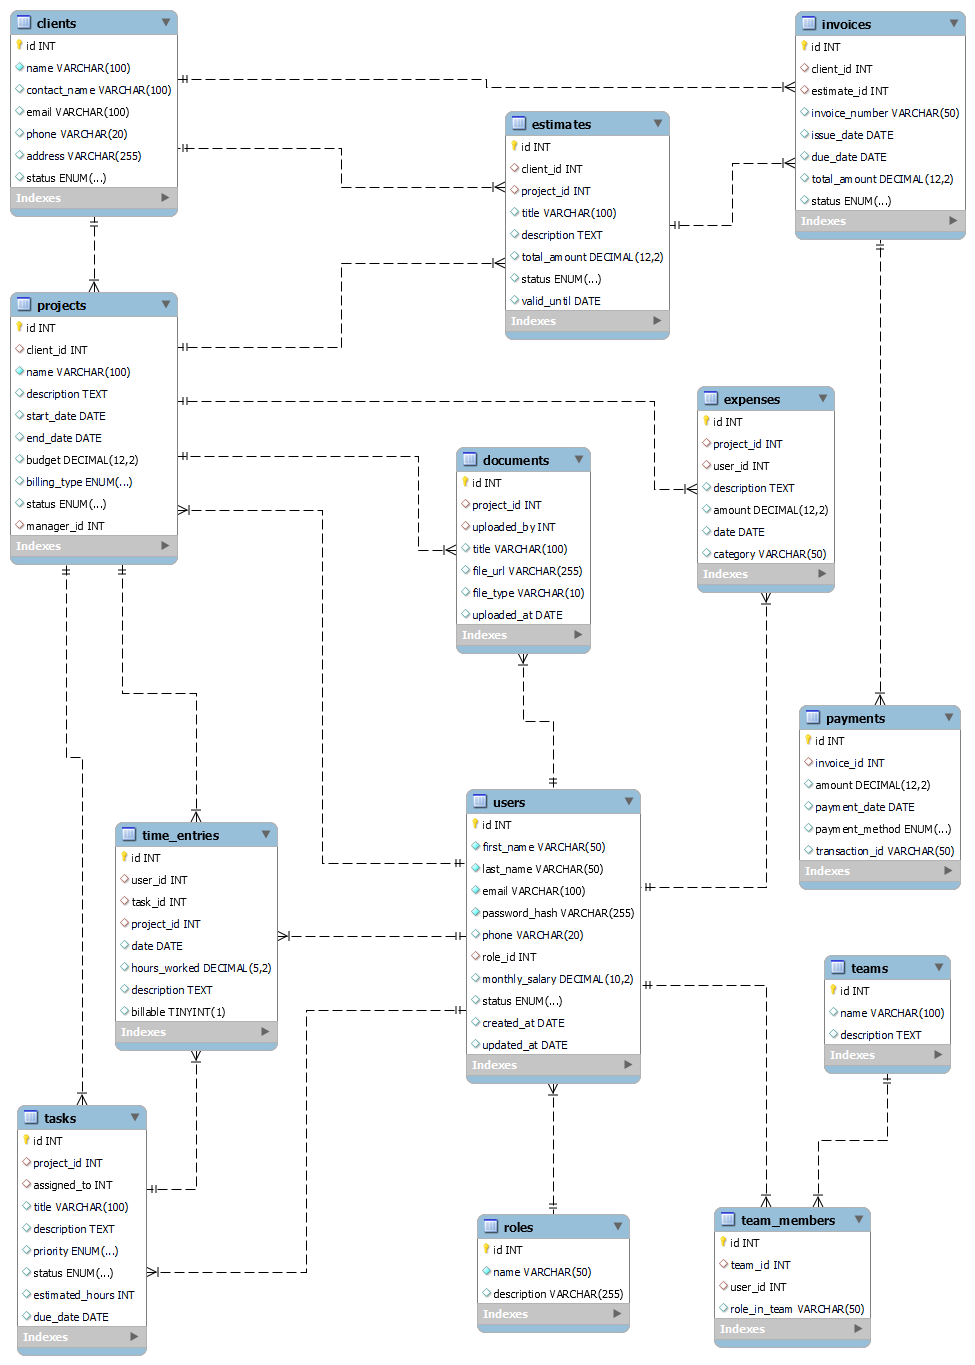 clients
id INT
name VARCHAR(100)
contact_name VARCHAR(100)
email VARCHAR(100)
phone VARCHAR(20)
address VARCHAR(255)
status ENUM(...)
Indexes
invoices
id INT
client_id INT
estimate_id INT
invoice_number VARCHAR(50)
issue_date DATE
due_date DATE
total_amount DECIMAL(12,2)
status ENUM(...)
Indexes
estimates
id INT
client_id INT
project_id INT
title VARCHAR(100)
description TEXT
total_amount DECIMAL(12,2)
status ENUM(...)
valid_until DATE
Indexes
projects
id INT
client_id INT
name VARCHAR(100)
description TEXT
start_date DATE
end_date DATE
budget DECIMAL(12,2)
billing_type ENUM(...)
status ENUM(...)
manager_id INT
Indexes
expenses
id INT
project_id INT
user_id INT
description TEXT
amount DECIMAL(12,2)
date DATE
category VARCHAR(50)
Indexes
documents
id INT
project_id INT
uploaded_by INT
title VARCHAR(100)
file_url VARCHAR(255)
file_type VARCHAR(10)
uploaded_at DATE
Indexes
payments
id INT
invoice_id INT
amount DECIMAL(12,2)
payment_date DATE
payment_method ENUM(...)
transaction_id VARCHAR(50)
Indexes
users
id INT
first_name VARCHAR(50)
last_name VARCHAR(50)
email VARCHAR(100)
password_hash VARCHAR(255)
phone VARCHAR(20)
role_id INT
monthly_salary DECIMAL(10,2)
status ENUM(...)
created_at DATE
updated_at DATE
Indexes
time_entries
id INT
user_id INT
task_id INT
project_id INT
date DATE
hours_worked DECIMAL(5,2)
description TEXT
billable TINYINT(1)
Indexes
teams
id INT
name VARCHAR(100)
description TEXT
Indexes
tasks
id INT
project_id INT
assigned_to INT
title VARCHAR(100)
description TEXT
priority ENUM(...)
status ENUM(...)
estimated_hours INT
due_date DATE
Indexes
roles
id INT
name VARCHAR(50)
description VARCHAR(255)
Indexes
team_members
id INT
team_id INT
user_id INT
role_in_team VARCHAR(50)
Indexes